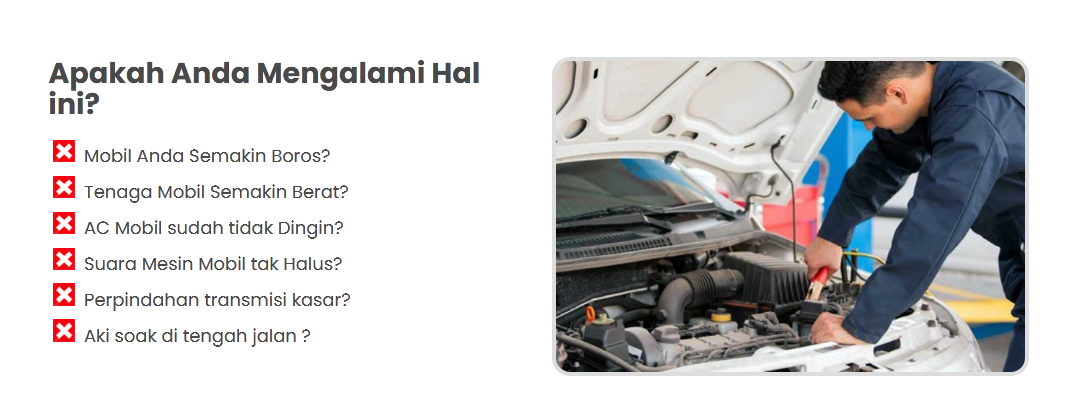 Apakah Anda Mengalami Hal
ini?
Mobil Anda Semakin Boros?
Tenaga Mobil Semakin Berat?
AC Mobil sudah tidak Dingin?
Suara Mesin Mobil tak Halus?
Perpindahan transmisi kasar?
Aki soak di tengah jalan ?